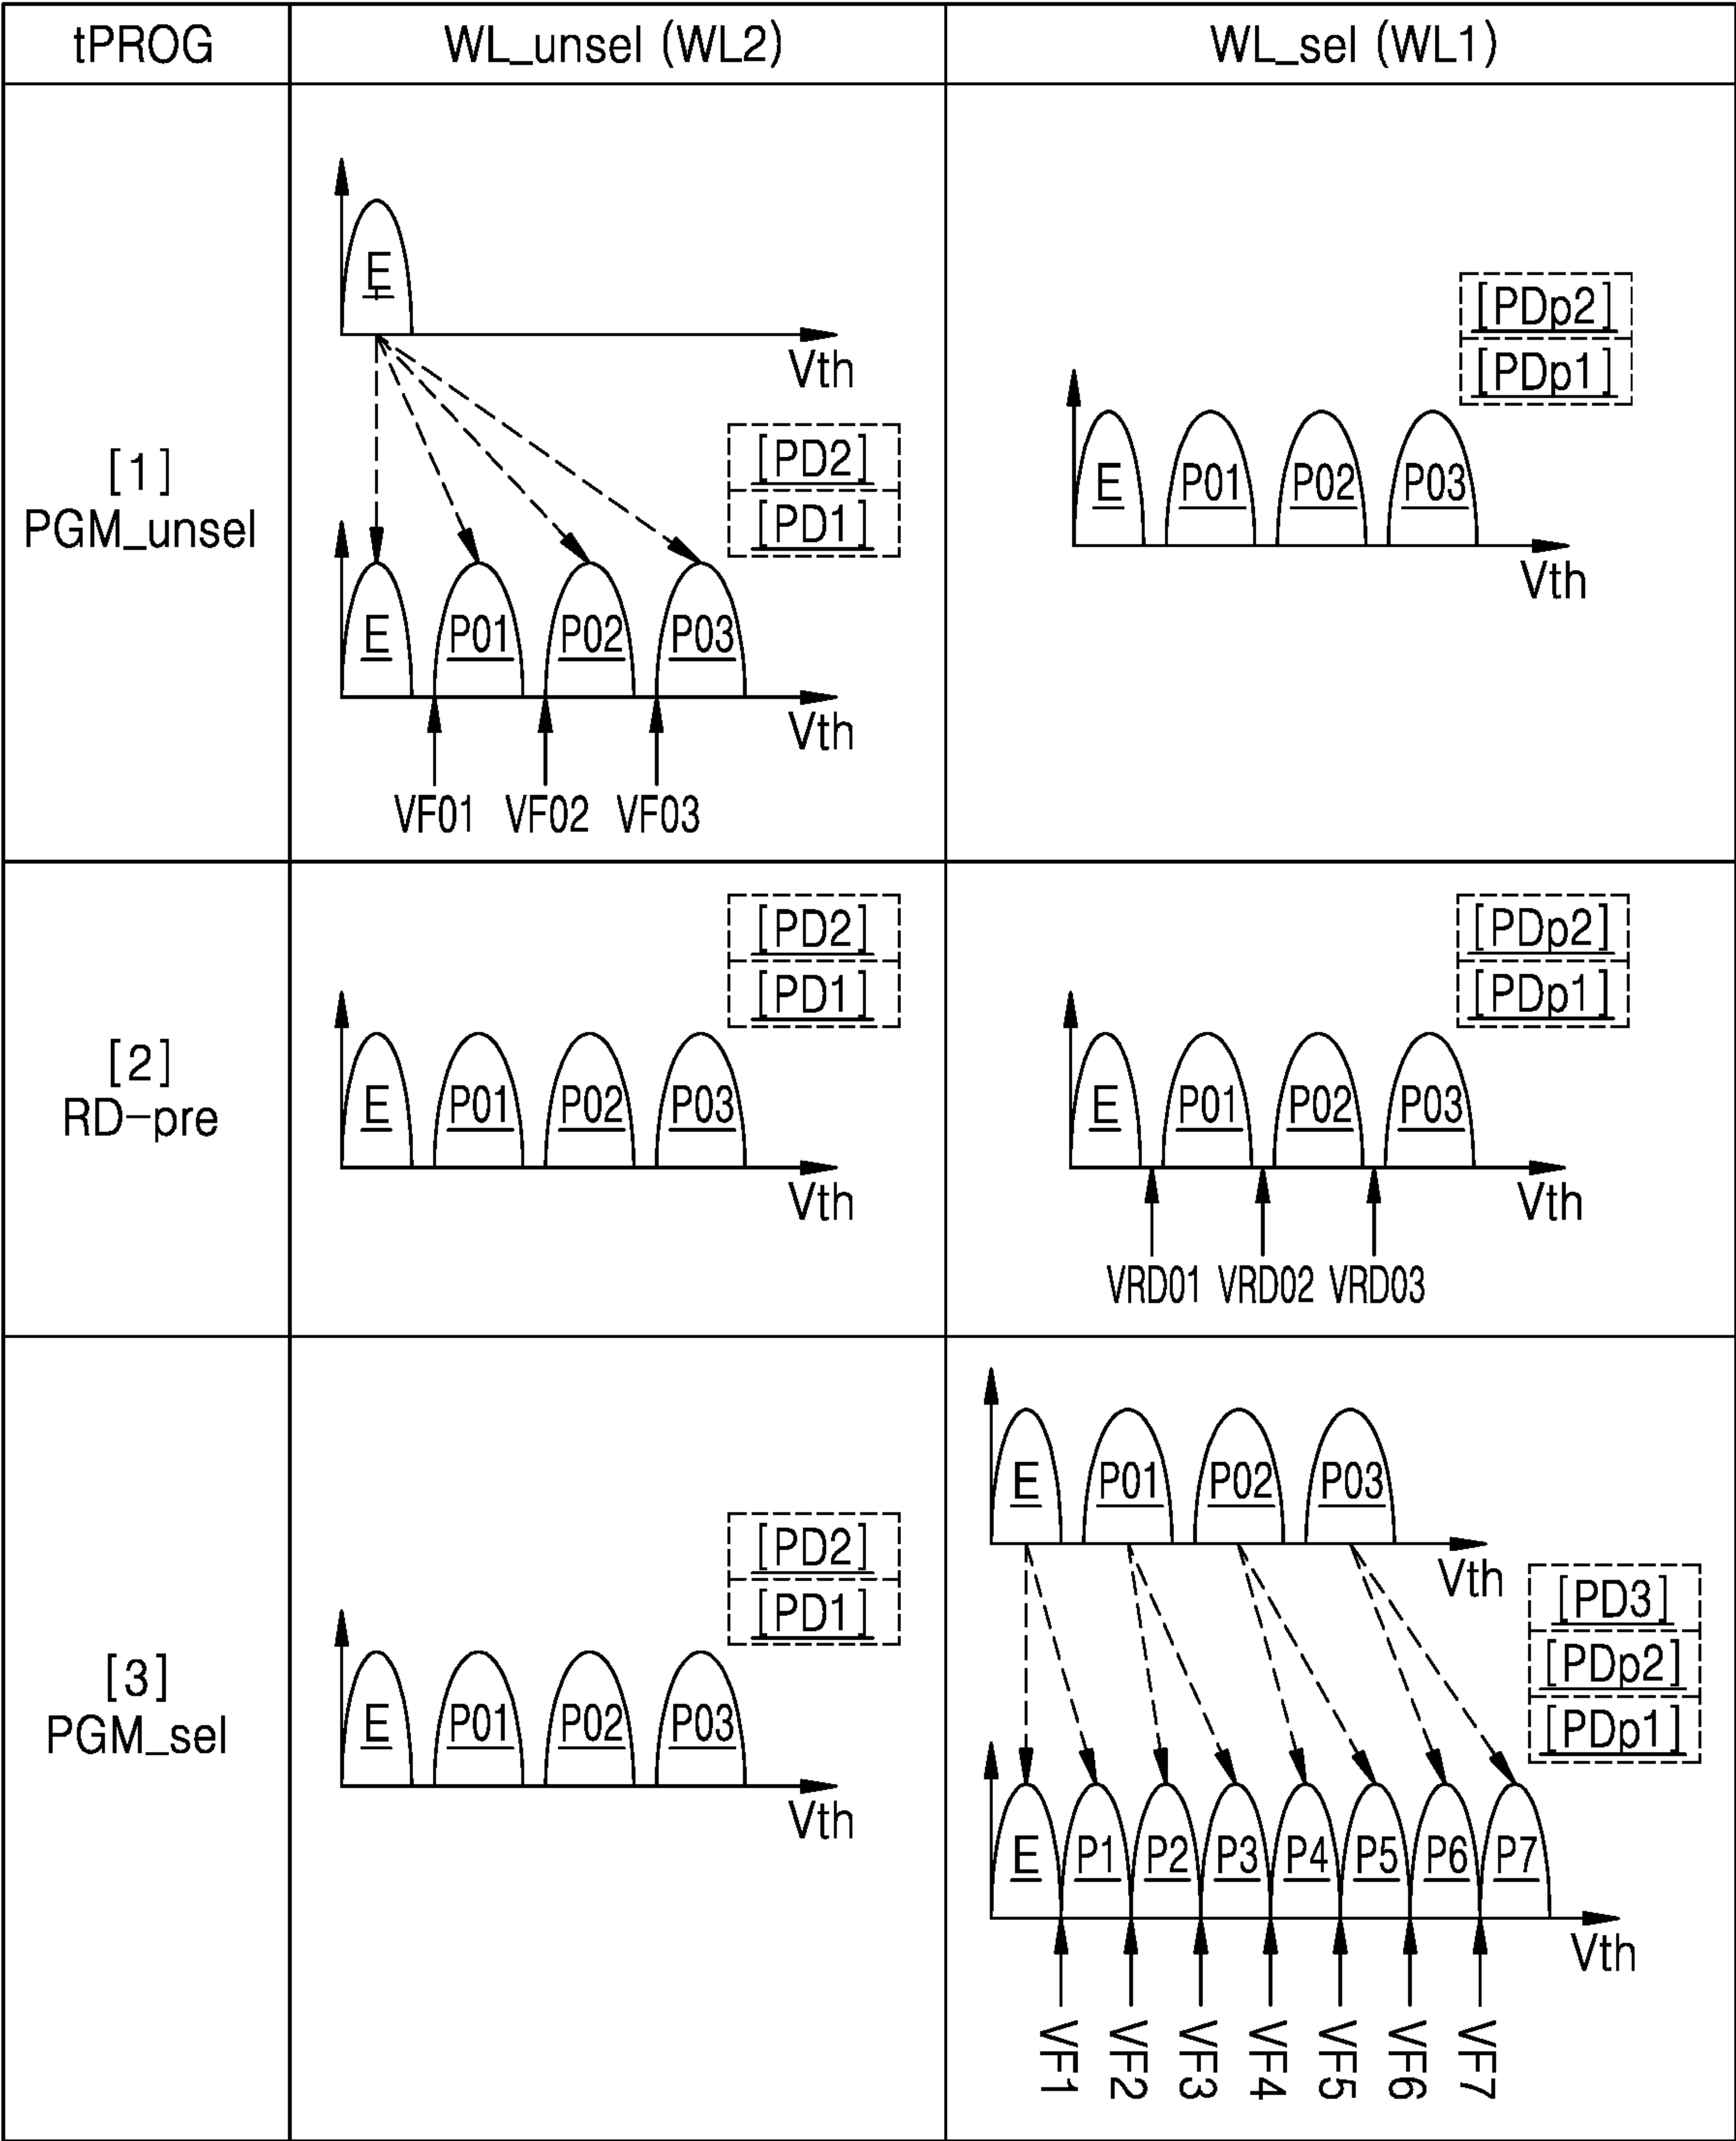 tPROG
WL_unsel (WL2)
WL_sel (WL1)
[1]
PGM_unsel
E
Vth
[PD2]
[PD1]
E P01 P02 P03
Vth
VF01 VF02 VF03
[PDp2]
[PDp1]
E P01 P02 P03
Vth
[2]
RD-pre
[PD2]
[PD1]
E P01 P02 P03
Vth
[PDp2]
[PDp1]
E P01 P02 P03
Vth
VRD01 VRD02 VRD03
[3]
PGM_sel
[PD2]
[PD1]
E P01 P02 P03
Vth
E P01 P02 P03
Vth
[PD3]
[PDp2]
[PDp1]
E P1 P2 P3 P4 P5 P6 P7
Vth
VF1 VF2 VF3 VF4 VF5 VF6 VF7